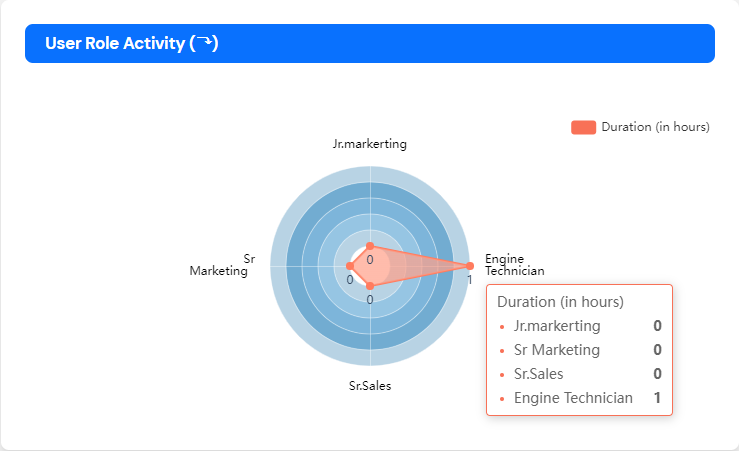 User Role Activity (⤵)
Duration (in hours)
Jr.markerting
Sr
Marketing
Engine
Technician
0
0
0
1
Sr.Sales
Duration (in hours)
• Jr.markerting 0
• Sr Marketing 0
• Sr.Sales 0
• Engine Technician 1